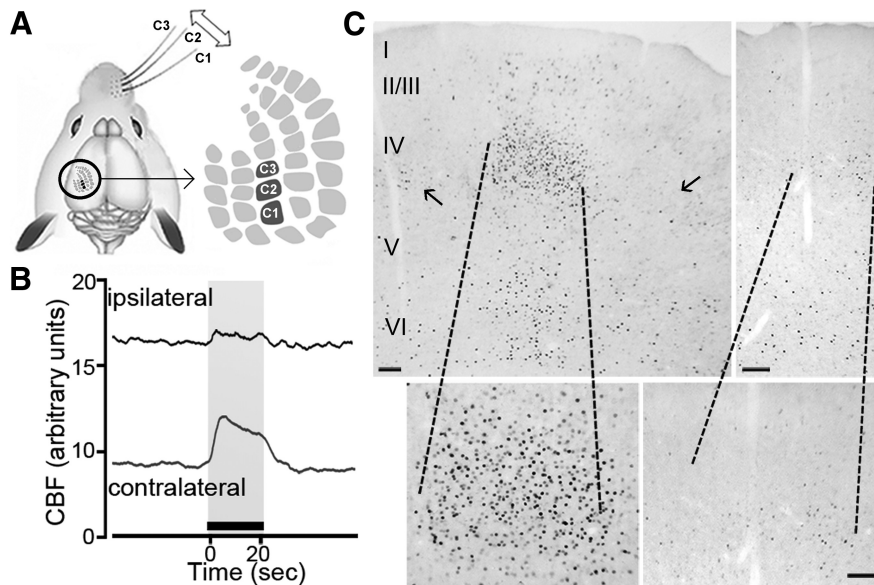 A
C3
C2
C1
C3
C2
C1
B
CBF (arbitrary units)
20
15
10
0
ipsilateral
contralateral
0
20
Time (sec)
C
I
II/III
IV
V
VI